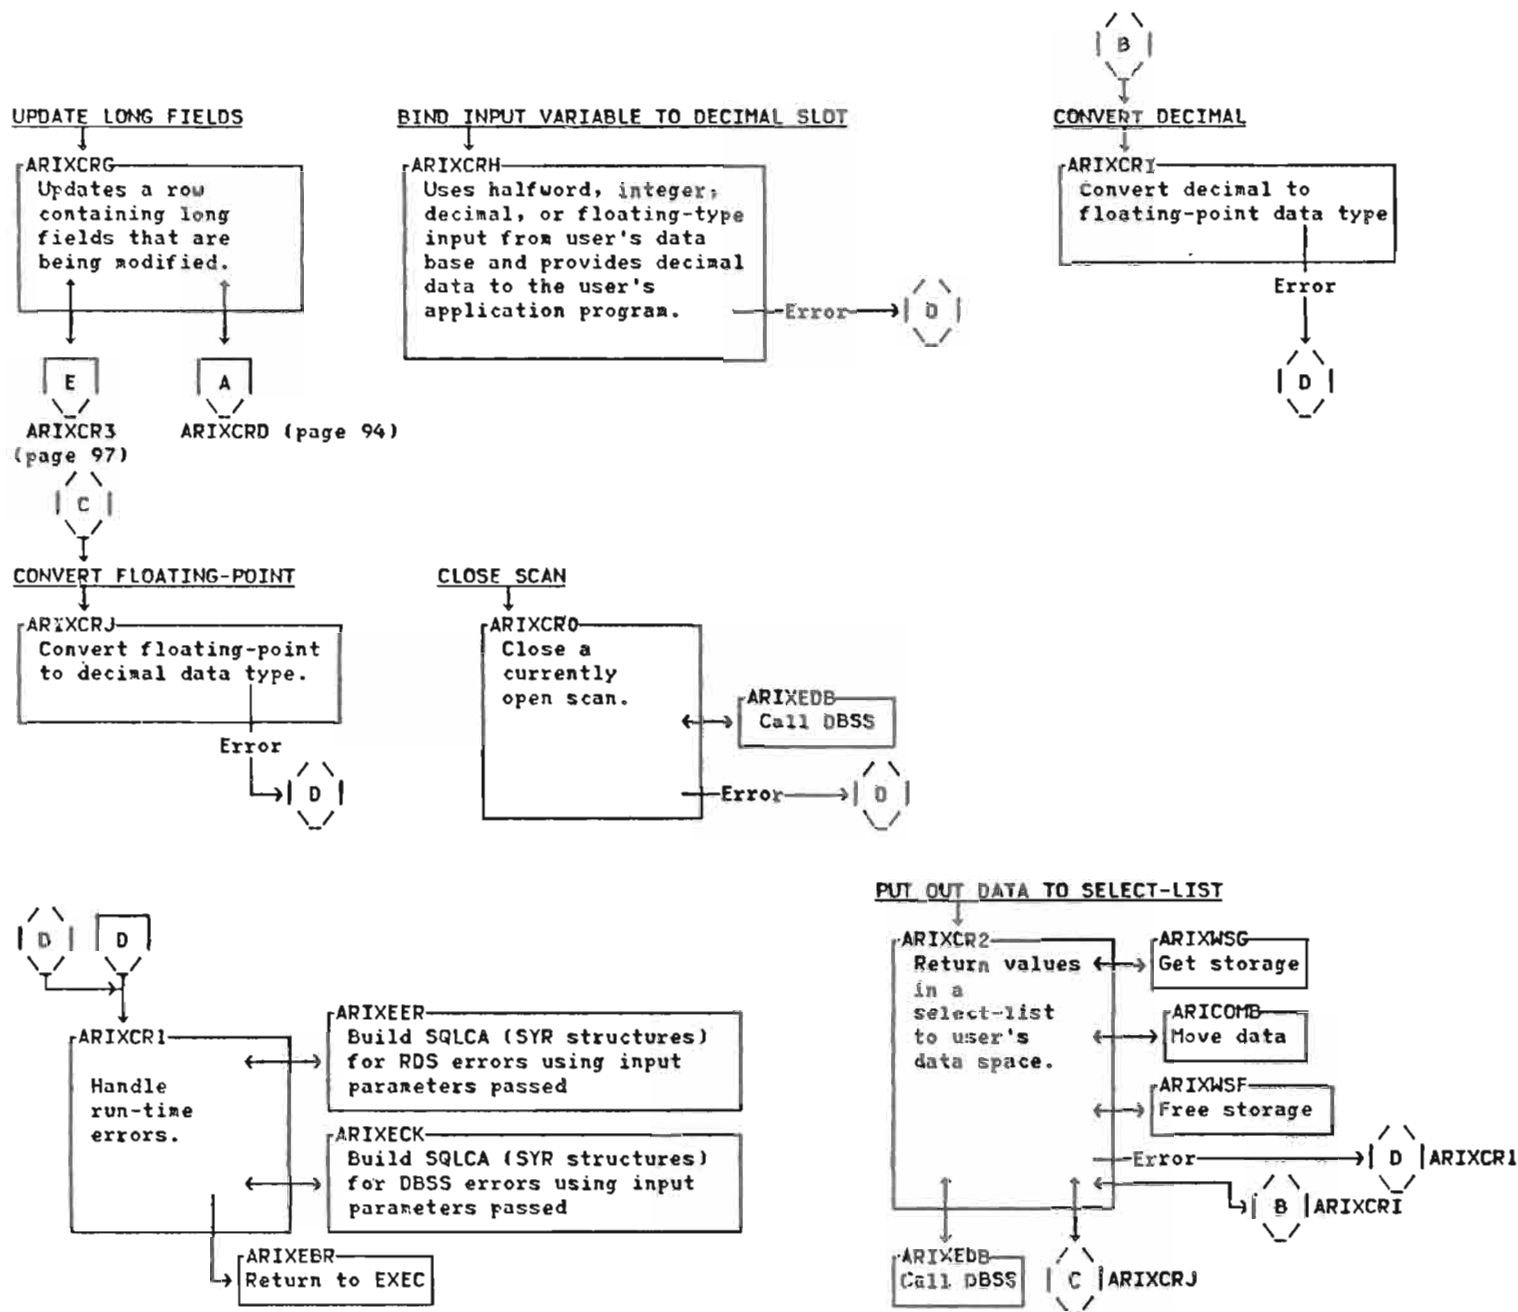 B
UPDATE LONG FIELDS
ARIXCRG
Updates a row
containing long
fields that are
being modified.
E
ARIXCR3
(page 97)
A
ARIXCRD (page 94)
BIND INPUT VARIABLE TO DECIMAL SLOT
ARIXCRH
Uses halfword, integer,
decimal, or floating-type
input from user's data
base and provides decimal
data to the user's
application program.
Error
D
CONVERT DECIMAL
ARIXCRI
Convert decimal to
floating-point data type
Error
D
C
CONVERT FLOATING-POINT
ARIXCRJ
Convert floating-point
to decimal data type.
Error
D
CLOSE SCAN
ARIXCR0
Close a
currently
open scan.
ARIXEDB
Call DBSS
Error
D
D
D
ARIXCR1
Handle
run-time
errors.
ARIXEER
Build SQLCA (SYR structures)
for RDS errors using input
parameters passed
ARIXECK
Build SQLCA (SYR structures)
for DBSS errors using input
parameters passed
ARIXEBR
Return to EXEC
PUT OUT DATA TO SELECT-LIST
ARIXCR2
Return values
in a
select-list
to user's
data space.
ARIXWSG
Get storage
ARICOMB
Move data
ARIXWSF
Free storage
Error
D
ARIXCR1
B
ARIXCRI
ARIXEDB
Call DBSS
C
ARIXCRJ